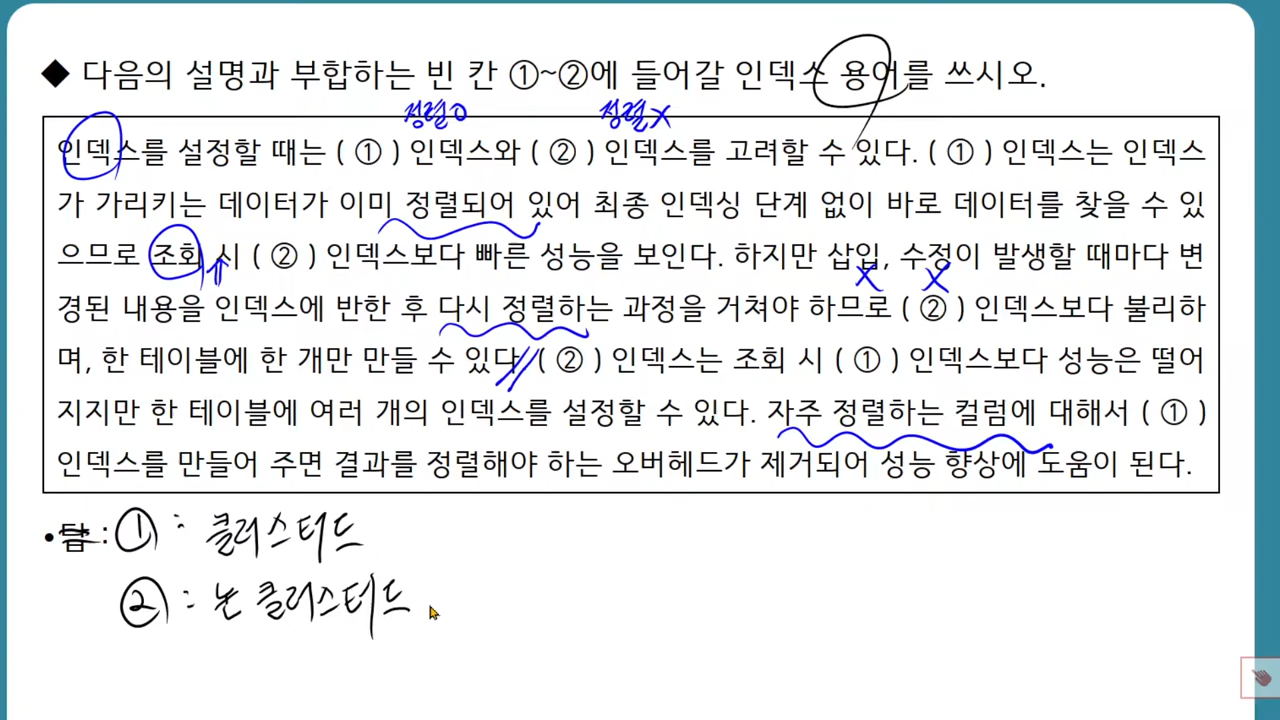 ◆ 다음의 설명과 부합하는 빈 칸 ①~②에 들어갈 인덱스 용어를 쓰시오.
정렬O 정렬X
인덱스를 설정할 때는 ( ① ) 인덱스와 ( ② ) 인덱스를 고려할 수 있다. ( ① ) 인덱스는 인덱스
가 가리키는 데이터가 이미 정렬되어 있어 최종 인덱싱 단계 없이 바로 데이터를 찾을 수 있
으므로 조회 시 ( ② ) 인덱스보다 빠른 성능을 보인다. 하지만 삽입, 수정이 발생할 때마다 변
경된 내용을 인덱스에 반한 후 다시 정렬하는 과정을 거쳐야 하므로 ( ② ) 인덱스보다 불리하
며, 한 테이블에 한 개만 만들 수 있다. ( ② ) 인덱스는 조회 시 ( ① ) 인덱스보다 성능은 떨어
지지만 한 테이블에 여러 개의 인덱스를 설정할 수 있다. 자주 정렬하는 컬럼에 대해서 ( ① )
인덱스를 만들어 주면 결과를 정렬해야 하는 오버헤드가 제거되어 성능 향상에 도움이 된다.
• 답 : ① : 클러스터드
② : 논 클러스터드